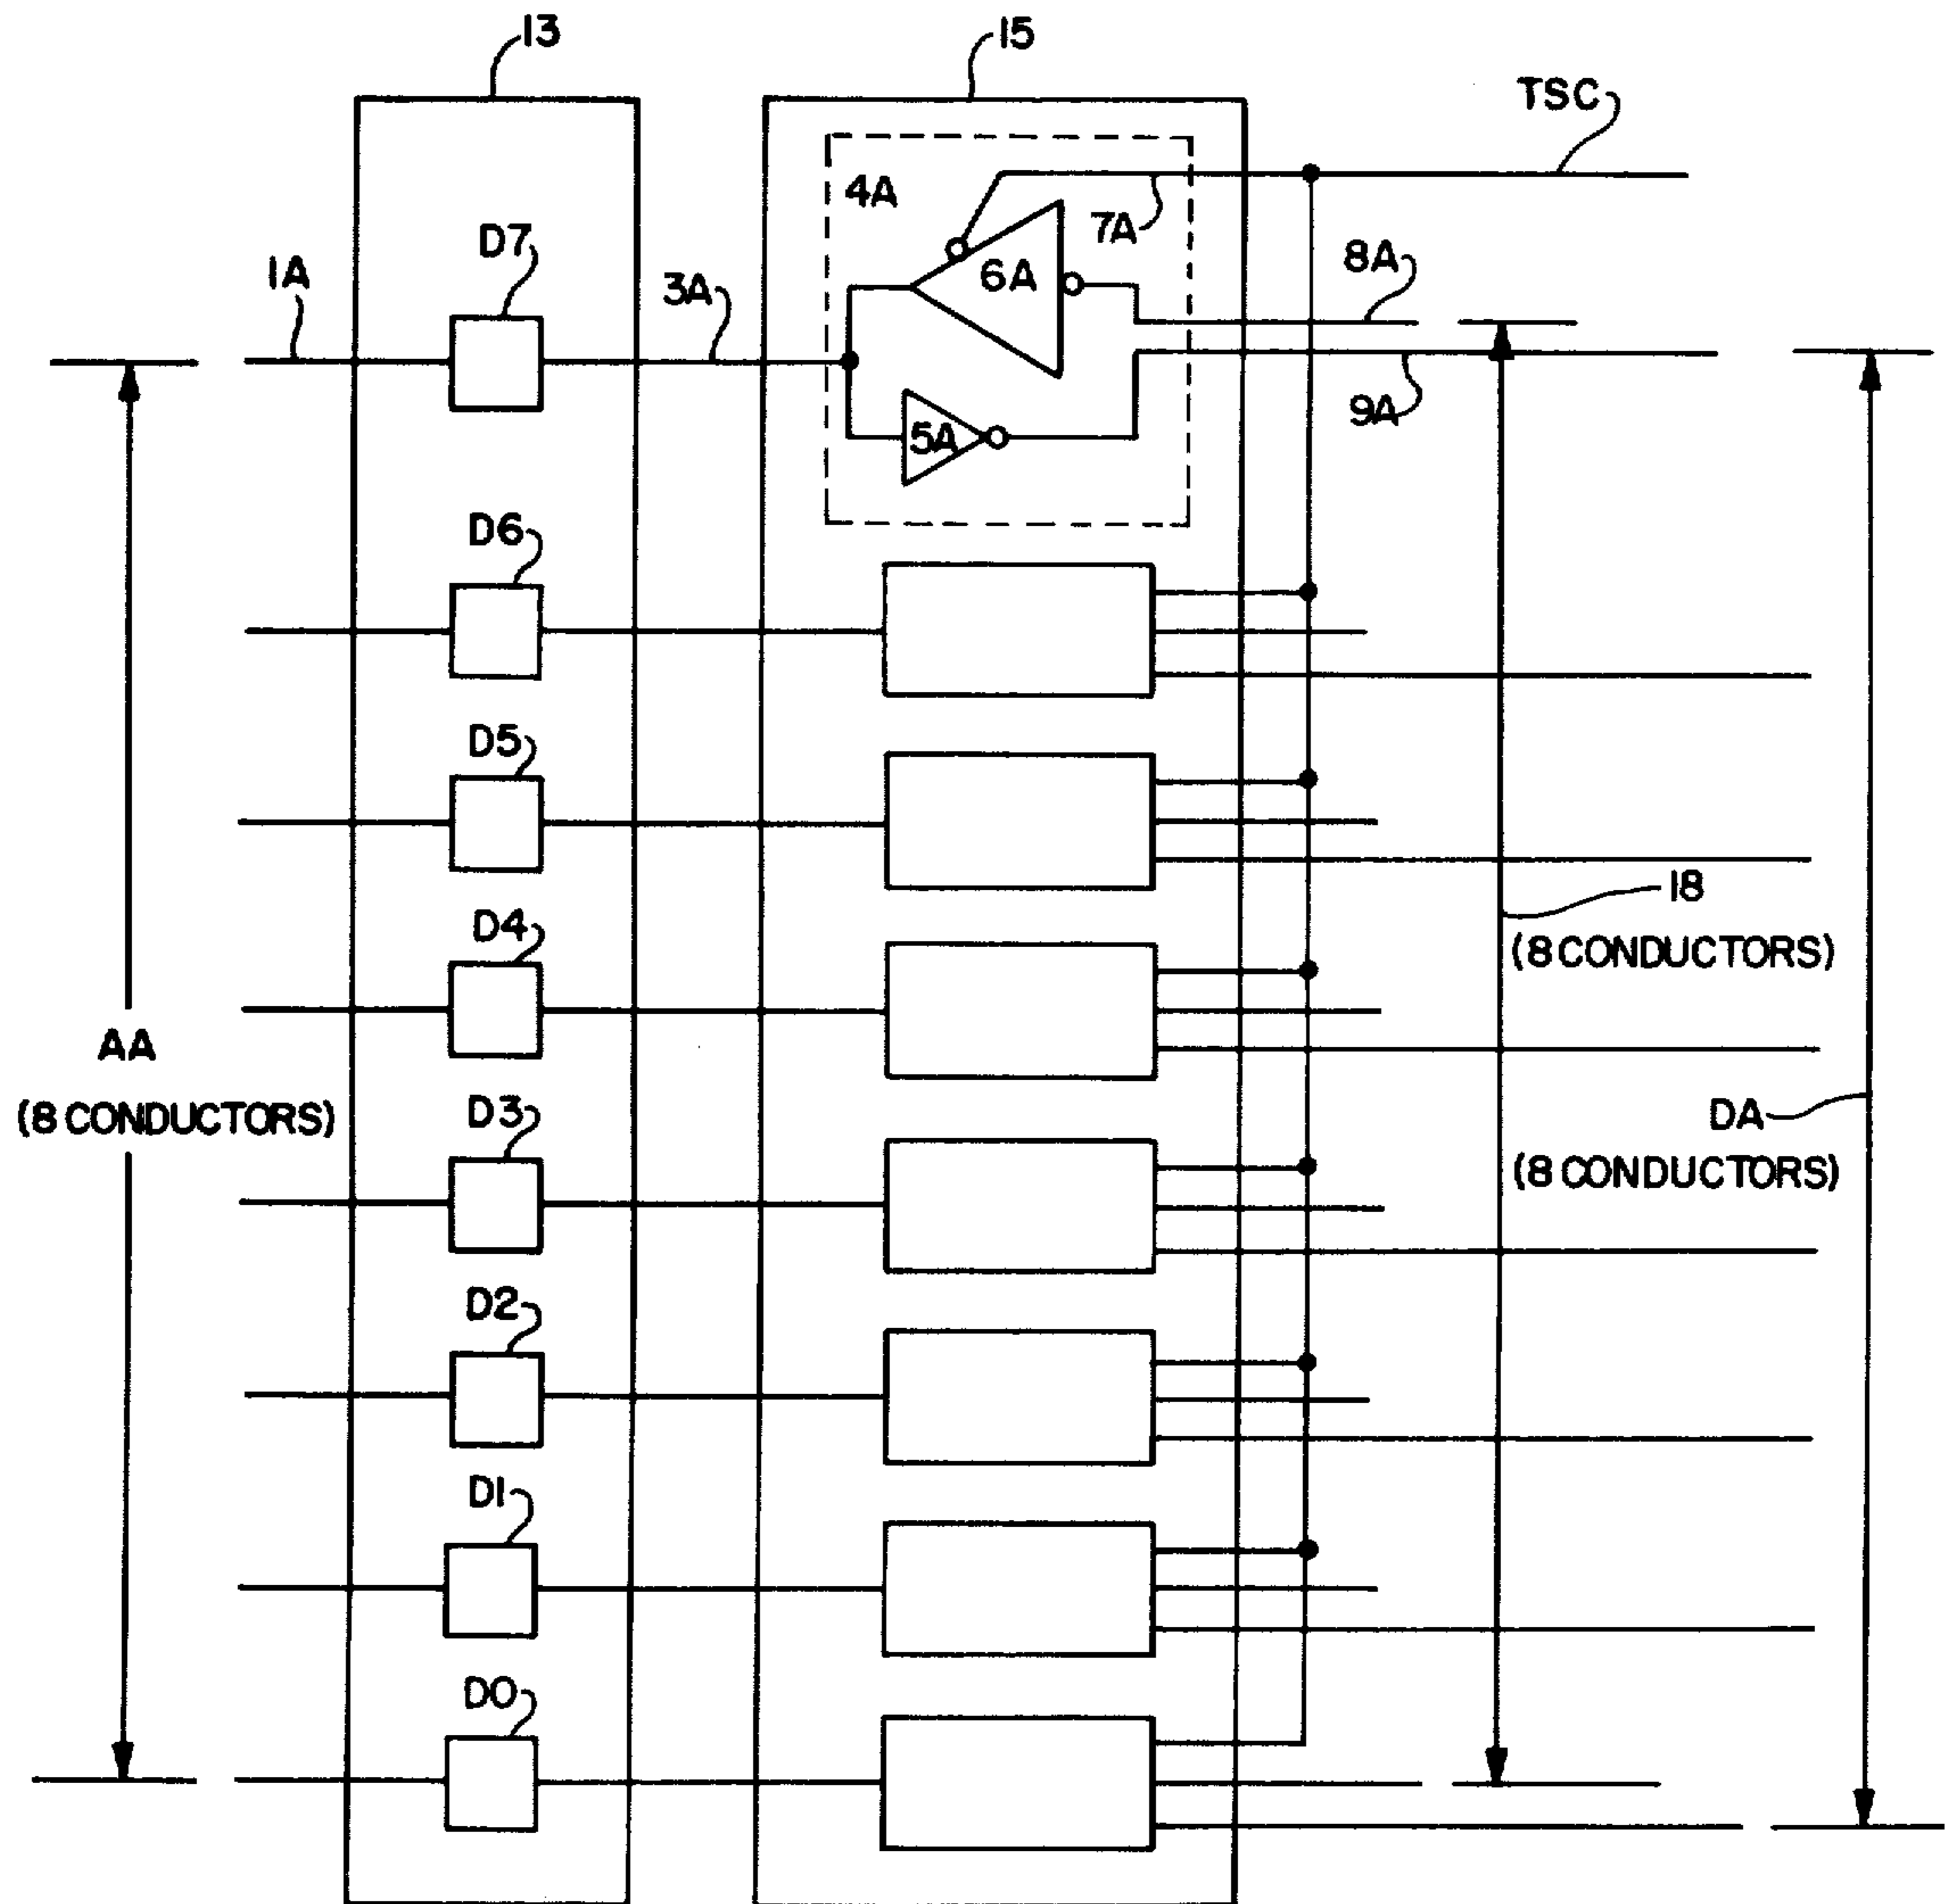 13
15
TSC
4A
7A
D7
6A
8A
1A
3A
9A
5A
D6
D5
18
(8 CONDUCTORS)
D4
AA
(8 CONDUCTORS)
D3
DA
(8 CONDUCTORS)
D2
D1
D0